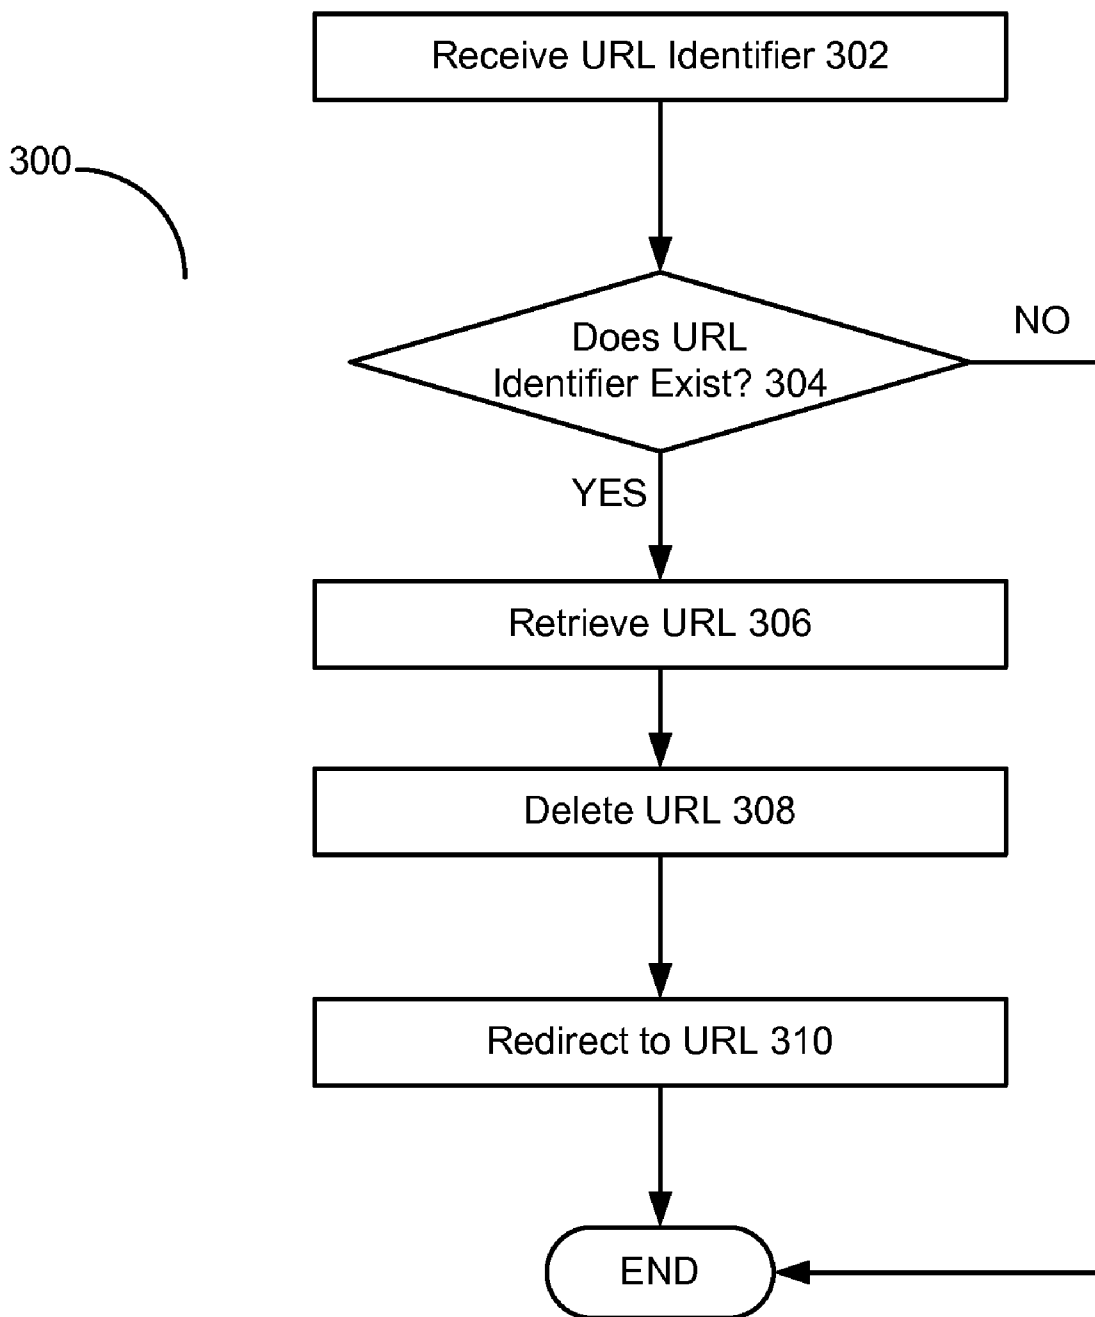 Receive URL Identifier 302
300
Does URL
Identifier Exist? 304
NO
YES
Retrieve URL 306
Delete URL 308
Redirect to URL 310
END